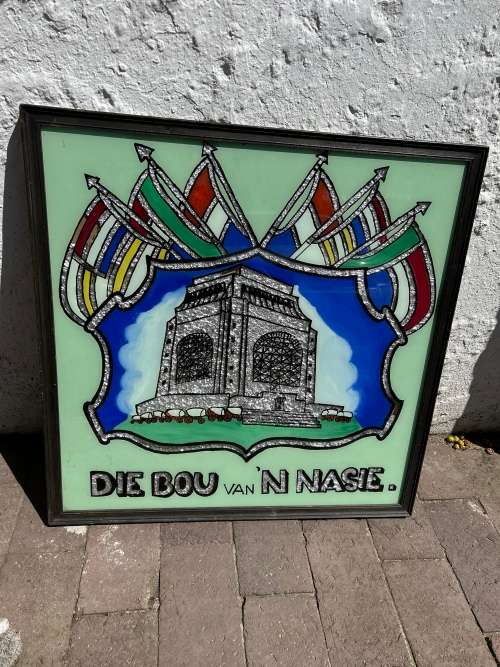 DIE BOU VAN 'N NASIE.